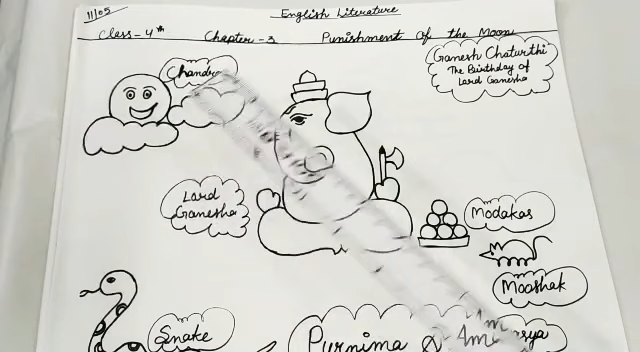 11/05
English Literature
Class-4th Chapter-3 Punishment of the Moon
Ganesh Chaturthi
The Birthday of
Lord Ganesha
Chandra
Lord
Ganesha
Modakas
Mooshak
Snake
Purnima &